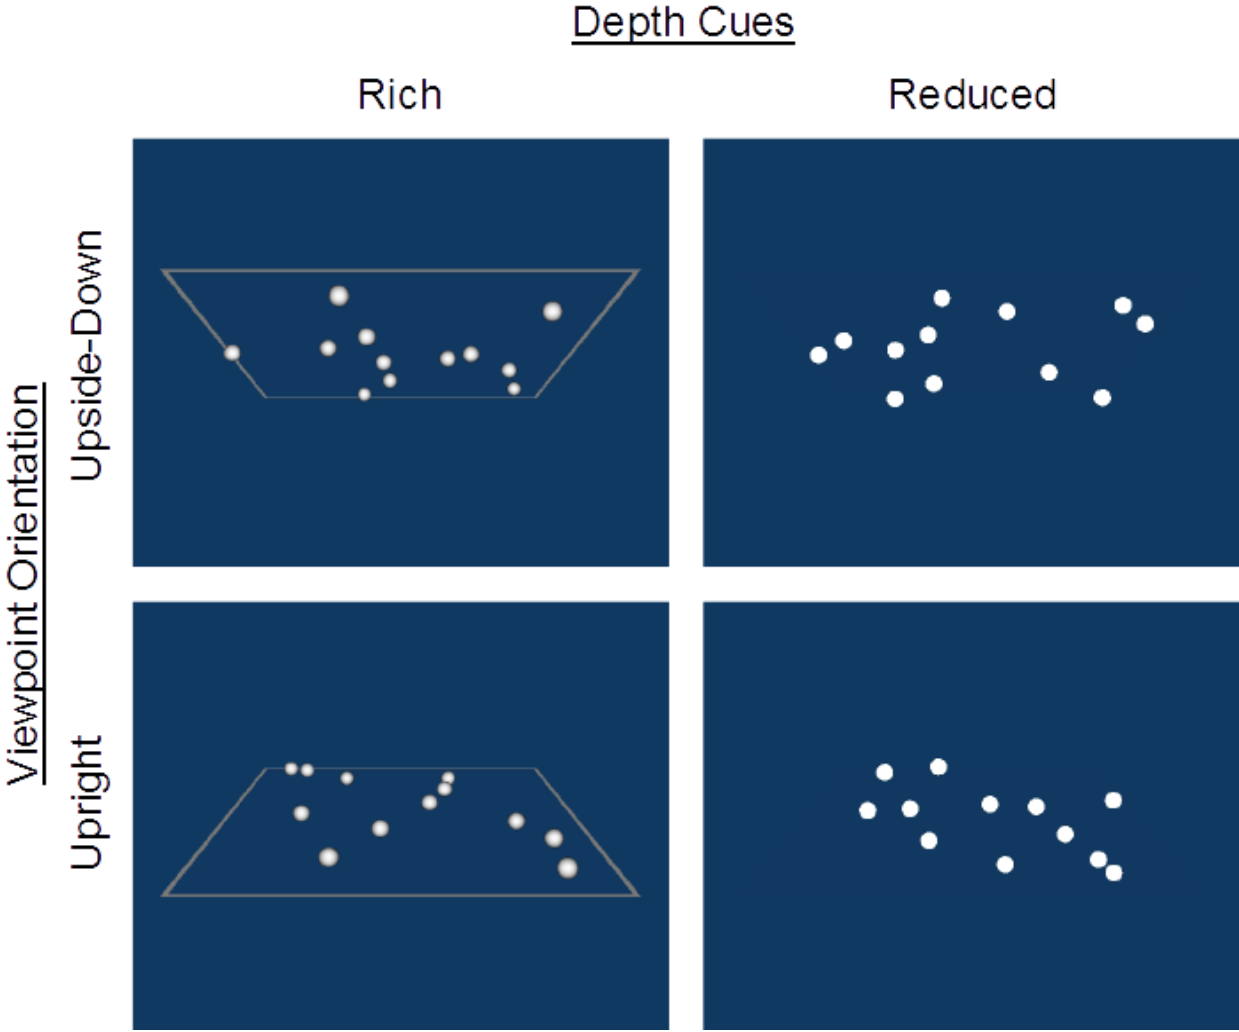 Depth Cues
Rich
Reduced
Viewpoint Orientation
Upside-Down
Upright